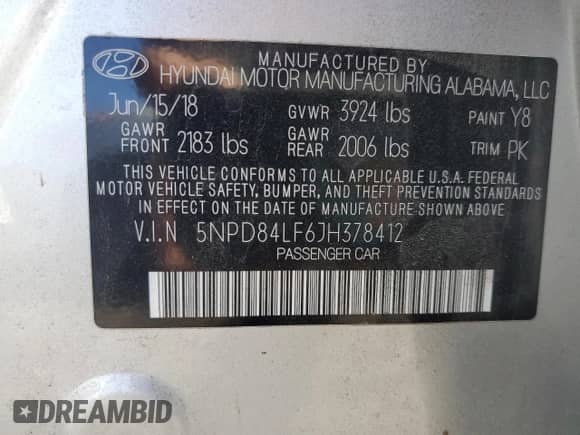 MANUFACTURED BY
HYUNDAI MOTOR MANUFACTURING ALABAMA, LLC
Jun/15/18 GVWR 3924 lbs PAINT Y8
GAWR FRONT 2183 lbs GAWR REAR 2006 lbs TRIM PK
THIS VEHICLE CONFORMS TO ALL APPLICABLE U.S.A. FEDERAL
MOTOR VEHICLE SAFETY, BUMPER, AND THEFT PREVENTION STANDARDS
IN EFFECT ON THE DATE OF MANUFACTURE SHOWN ABOVE.
V.I.N 5NPD84LF6JH378412
PASSENGER CAR
DREAMBID
DREAMBID